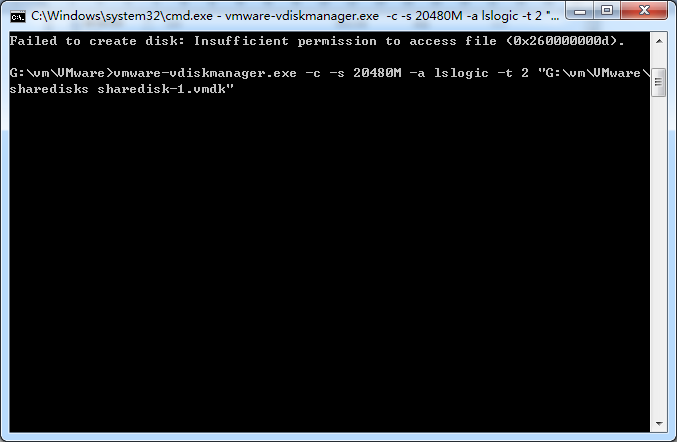 C:\Windows\system32\cmd.exe - vmware-vdiskmanager.exe -c -s 20480M -a lslogic -t 2 "...
Failed to create disk: Insufficient permission to access file (0x260000000d).
G:\vm\VMware>vmware-vdiskmanager.exe -c -s 20480M -a lslogic -t 2 "G:\vm\VMware\
sharedisks sharedisk-1.vmdk"